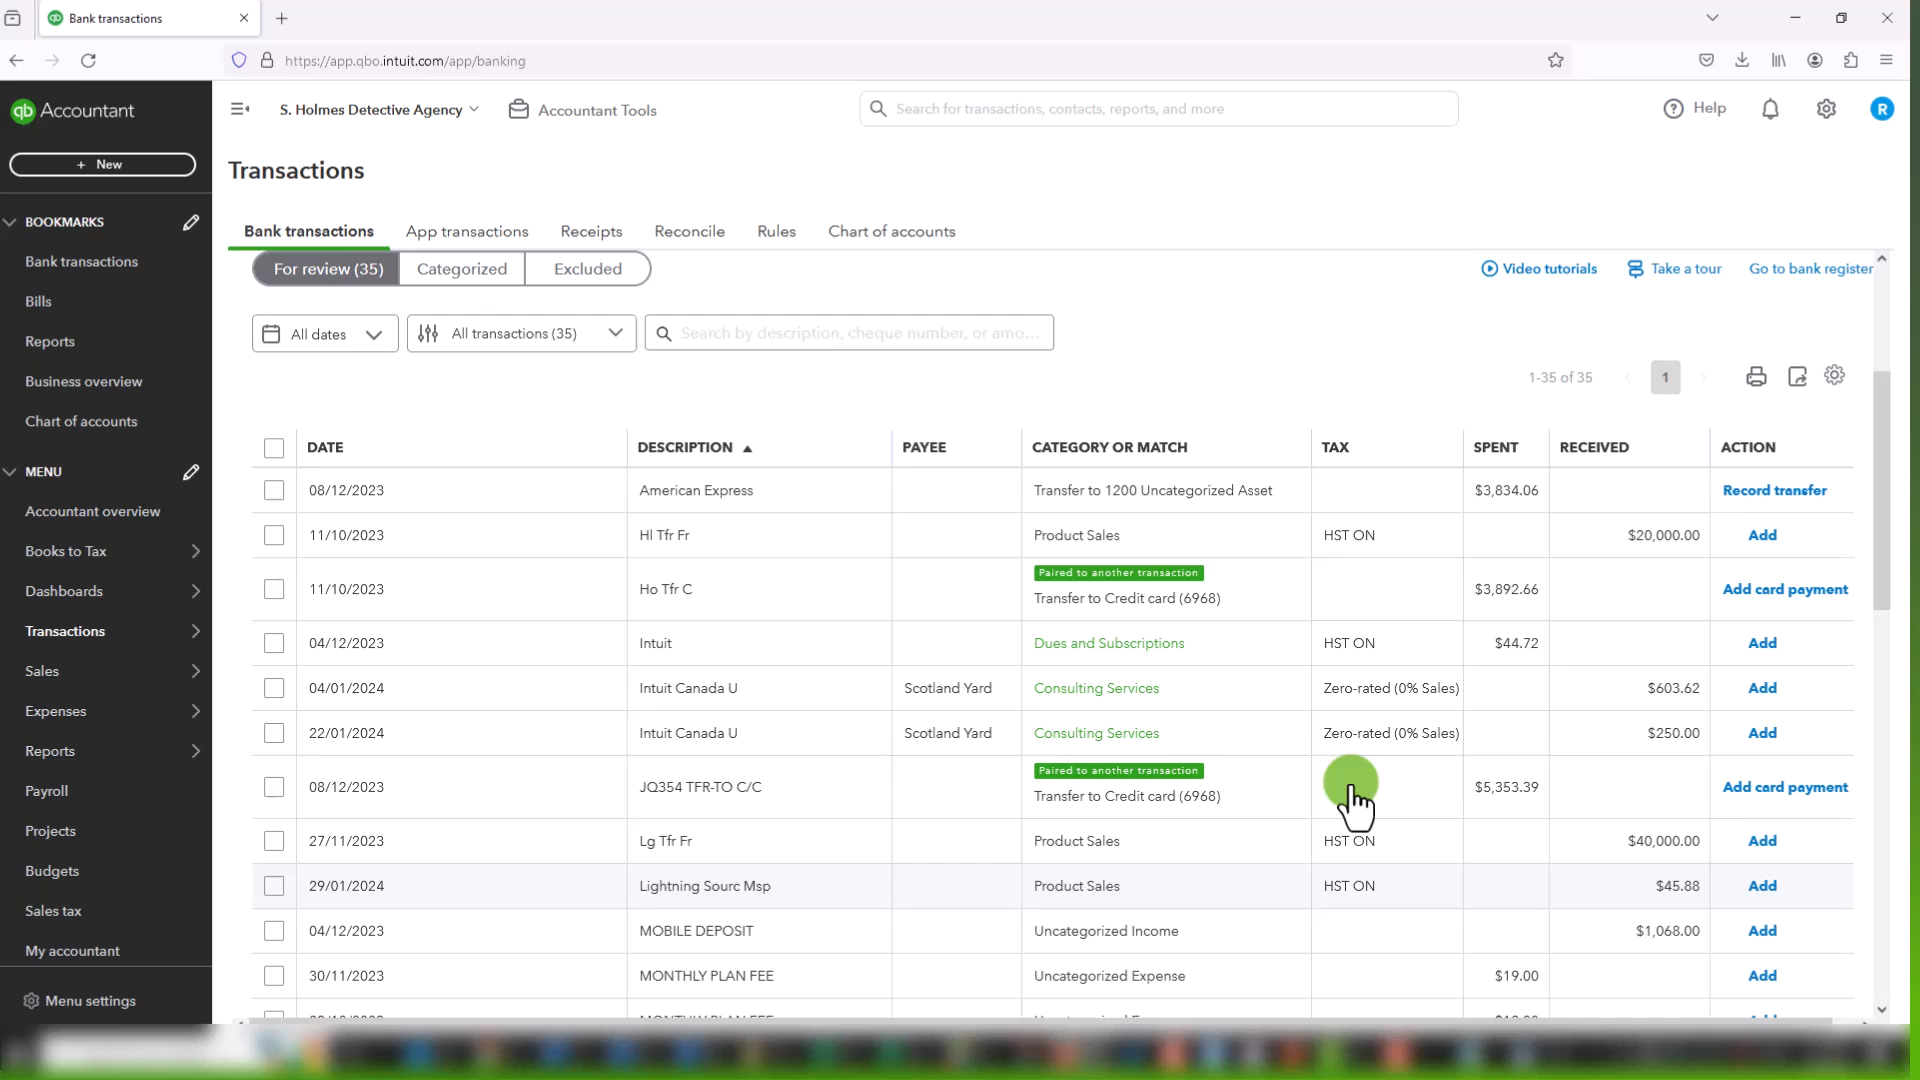 Bank transactions
https://app.qbo.intuit.com/app/banking
qb Accountant
S. Holmes Detective Agency
Accountant Tools
Search for transactions, contacts, reports, and more
Help
R
+ New
Transactions
BOOKMARKS
Bank transactions
Bills
Reports
Business overview
Chart of accounts
MENU
Accountant overview
Books to Tax
Dashboards
Transactions
Sales
Expenses
Reports
Payroll
Projects
Budgets
Sales tax
My accountant
Menu settings
Bank transactions App transactions Receipts Reconcile Rules Chart of accounts
For review (35) Categorized Excluded
Video tutorials Take a tour Go to bank register
All dates All transactions (35) Search by description, cheque number, or amo...
1-35 of 35 1
DATE DESCRIPTION PAYEE CATEGORY OR MATCH TAX SPENT RECEIVED ACTION
08/12/2023 American Express Transfer to 1200 Uncategorized Asset $3,834.06 Record transfer
11/10/2023 Hl Tfr Fr Product Sales HST ON $20,000.00 Add
Paired to another transaction
11/10/2023 Ho Tfr C Transfer to Credit card (6968) $3,892.66 Add card payment
04/12/2023 Intuit Dues and Subscriptions HST ON $44.72 Add
04/01/2024 Intuit Canada U Scotland Yard Consulting Services Zero-rated (0% Sales) $603.62 Add
22/01/2024 Intuit Canada U Scotland Yard Consulting Services Zero-rated (0% Sales) $250.00 Add
Paired to another transaction
08/12/2023 JQ354 TFR-TO C/C Transfer to Credit card (6968) $5,353.39 Add card payment
27/11/2023 Lg Tfr Fr Product Sales HST ON $40,000.00 Add
29/01/2024 Lightning Sourc Msp Product Sales HST ON $45.88 Add
04/12/2023 MOBILE DEPOSIT Uncategorized Income $1,068.00 Add
30/11/2023 MONTHLY PLAN FEE Uncategorized Expense $19.00 Add